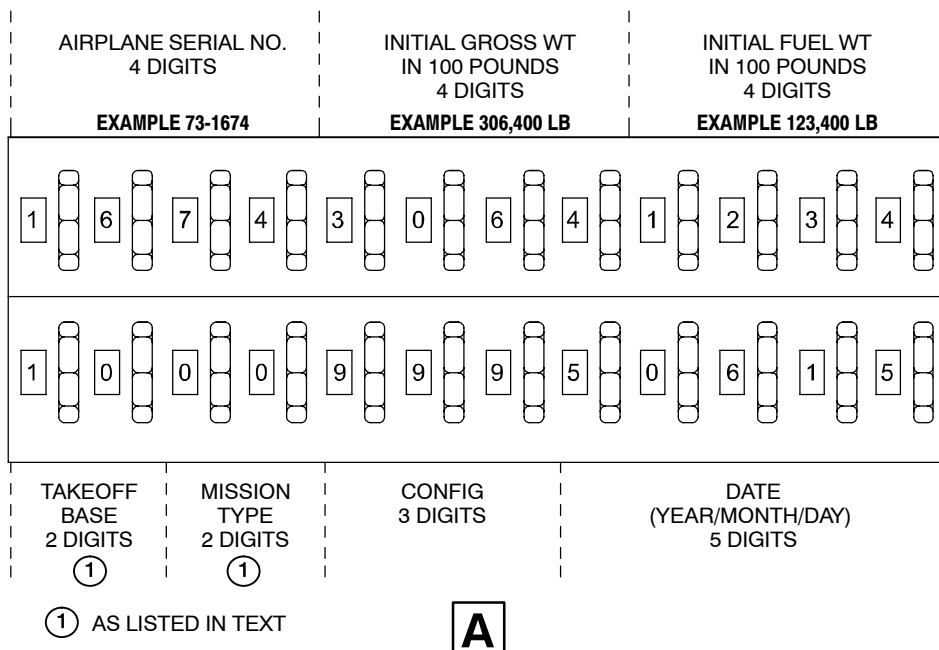 AIRPLANE SERIAL NO.
4 DIGITS
EXAMPLE 73-1674
INITIAL GROSS WT
IN 100 POUNDS
4 DIGITS
EXAMPLE 306,400 LB
INITIAL FUEL WT
IN 100 POUNDS
4 DIGITS
EXAMPLE 123,400 LB
1 6 7 4 3 0 6 4 1 2 3 4
1 0 0 0 9 9 9 5 0 6 1 5
TAKEOFF
BASE
2 DIGITS
1
MISSION
TYPE
2 DIGITS
1
CONFIG
3 DIGITS
DATE
(YEAR/MONTH/DAY)
5 DIGITS
1 AS LISTED IN TEXT
A